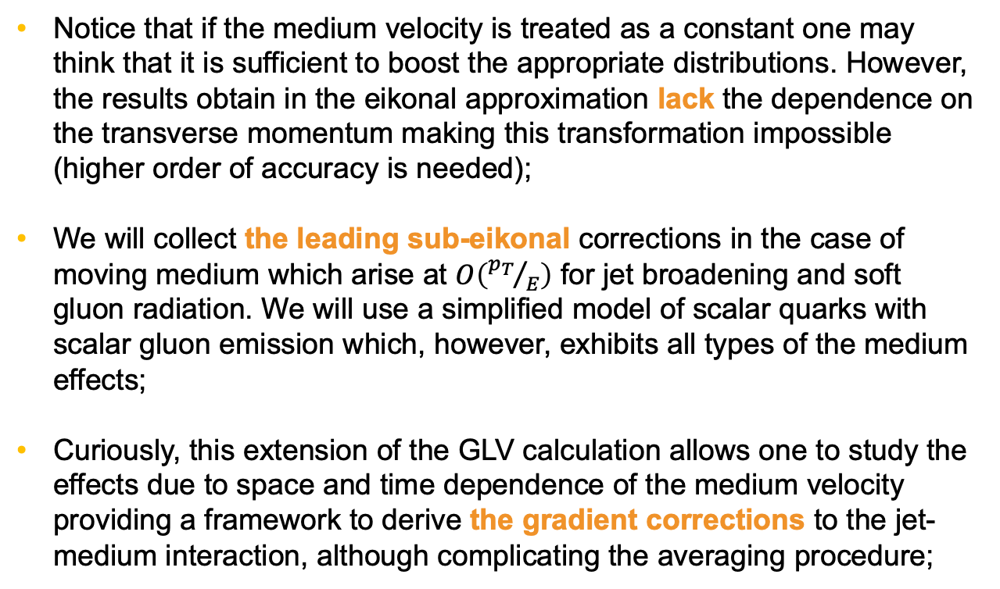 • Notice that if the medium velocity is treated as a constant one may
think that it is sufficient to boost the appropriate distributions. However,
the results obtain in the eikonal approximation lack the dependence on
the transverse momentum making this transformation impossible
(higher order of accuracy is needed);
• We will collect the leading sub-eikonal corrections in the case of
moving medium which arise at O(pT/E) for jet broadening and soft
gluon radiation. We will use a simplified model of scalar quarks with
scalar gluon emission which, however, exhibits all types of the medium
effects;
• Curiously, this extension of the GLV calculation allows one to study the
effects due to space and time dependence of the medium velocity
providing a framework to derive the gradient corrections to the jet-
medium interaction, although complicating the averaging procedure;